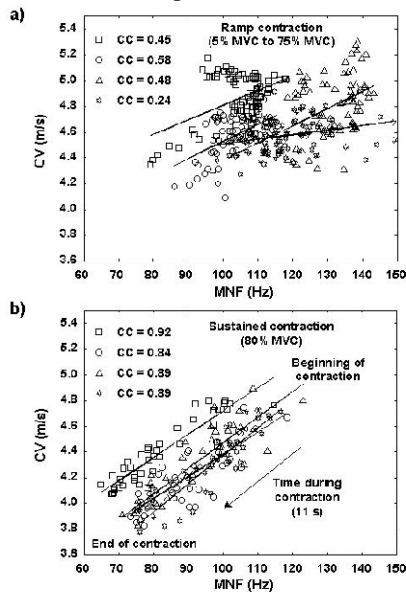 a)
Ramp contraction
(5% MVC to 75% MVC)
CC = 0.45
CC = 0.58
CC = 0.48
CC = 0.24
CV (m/s)
5.4
5.2
5.0
4.8
4.6
4.4
4.2
4.0
3.8
3.6
60 70 80 90 100 110 120 130 140 150
MNF (Hz)
b)
Sustained contraction
(80% MVC)
CC = 0.92
CC = 0.84
CC = 0.89
CC = 0.89
Beginning of
contraction
Time during
contraction
(11 s)
End of contraction
CV (m/s)
5.4
5.2
5.0
4.8
4.6
4.4
4.2
4.0
3.8
3.6
60 70 80 90 100 110 120 130 140 150
MNF (Hz)